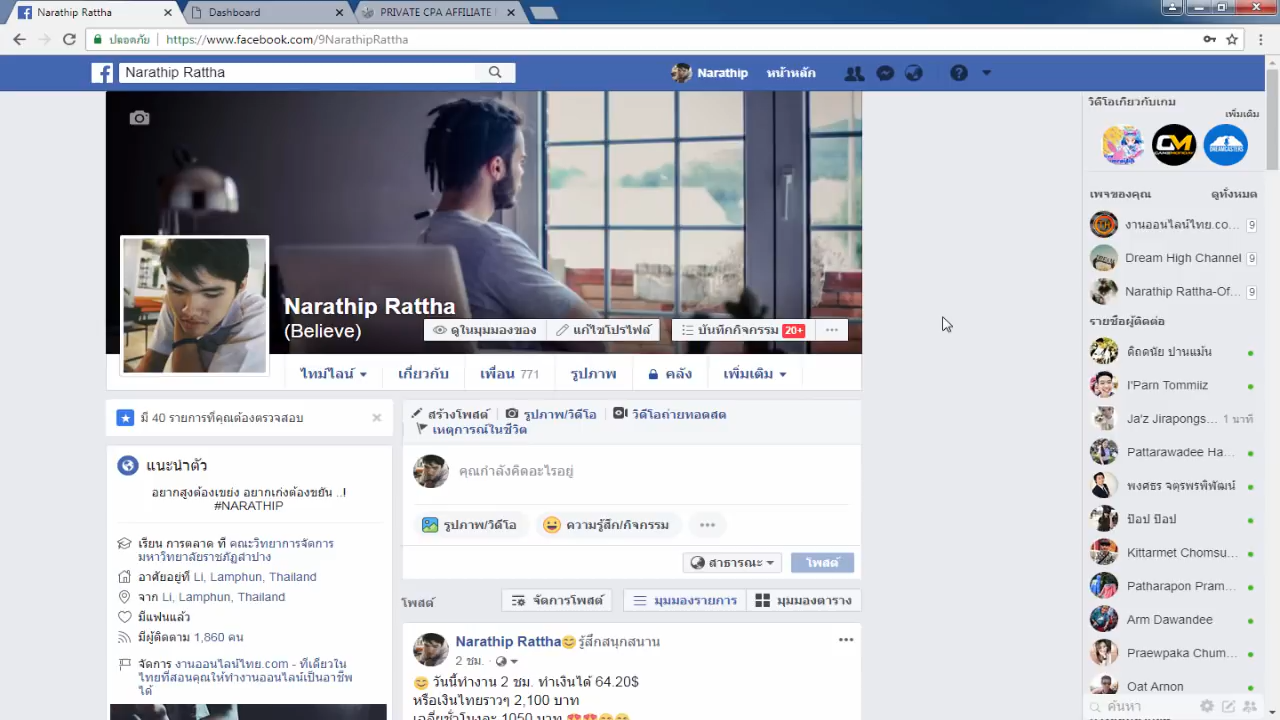 Narathip Rattha
Dashboard
PRIVATE CPA AFFILIATE
ปลอดภัย
https://www.facebook.com/9NarathipRattha
Narathip Rattha
Narathip
หน้าหลัก
Narathip Rattha
(Believe)
ดูในมุมมองของ
แก้ไขโปรไฟล์
บันทึกกิจกรรม 20+
ไทม์ไลน์
เกี่ยวกับ
เพื่อน 771
รูปภาพ
คลัง
เพิ่มเติม
มี 40 รายการที่คุณต้องตรวจสอบ
แนะนำตัว
อยากสูงต้องเขย่ง อยากเก่งต้องขยัน ..!
#NARATHIP
เรียน การตลาด ที่ คณะวิทยาการจัดการ
มหาวิทยาลัยราชภัฏลำปาง
อาศัยอยู่ที่ Li, Lamphun, Thailand
จาก Li, Lamphun, Thailand
มีแฟนแล้ว
มีผู้ติดตาม 1,860 คน
จัดการ งานออนไลน์ไทย.com - ที่เดียวใน
ไทยที่สอนคุณให้ทำงานออนไลน์เป็นอาชีพ
ได้
สร้างโพสต์
รูปภาพ/วิดีโอ
วิดีโอถ่ายทอดสด
เหตุการณ์ในชีวิต
คุณกำลังคิดอะไรอยู่
รูปภาพ/วิดีโอ
ความรู้สึก/กิจกรรม
สาธารณะ
โพสต์
โพสต์
จัดการโพสต์
มุมมองรายการ
มุมมองตาราง
Narathip Rattha😊รู้สึกสนุกสนาน
2 ชม.
😊 วันนี้ทำงาน 2 ชม. ทำเงินได้ 64.20$
หรือเงินไทยราวๆ 2,100 บาท
เฉลี่ยชั่วโมงละ 1050 บาท
วิดีโอเกี่ยวกับเกม
เพิ่มเติม
เพจของคุณ
ดูทั้งหมด
งานออนไลน์ไทย.co... 9
Dream High Channel 9
Narathip Rattha-Of... 9
รายชื่อผู้ติดต่อ
ดิถดนัย ปานแม้น
I'Parn Tommiiz
Ja'z Jirapongs... 1 นาที
Pattarawadee Ha...
พงศธร จตุรพรพิพัฒน์
ป๊อป ป๊อป
Kittarmet Chomsu...
Patharapon Pram...
Arm Dawandee
Praewpaka Chum...
Oat Arnon
ค้นหา